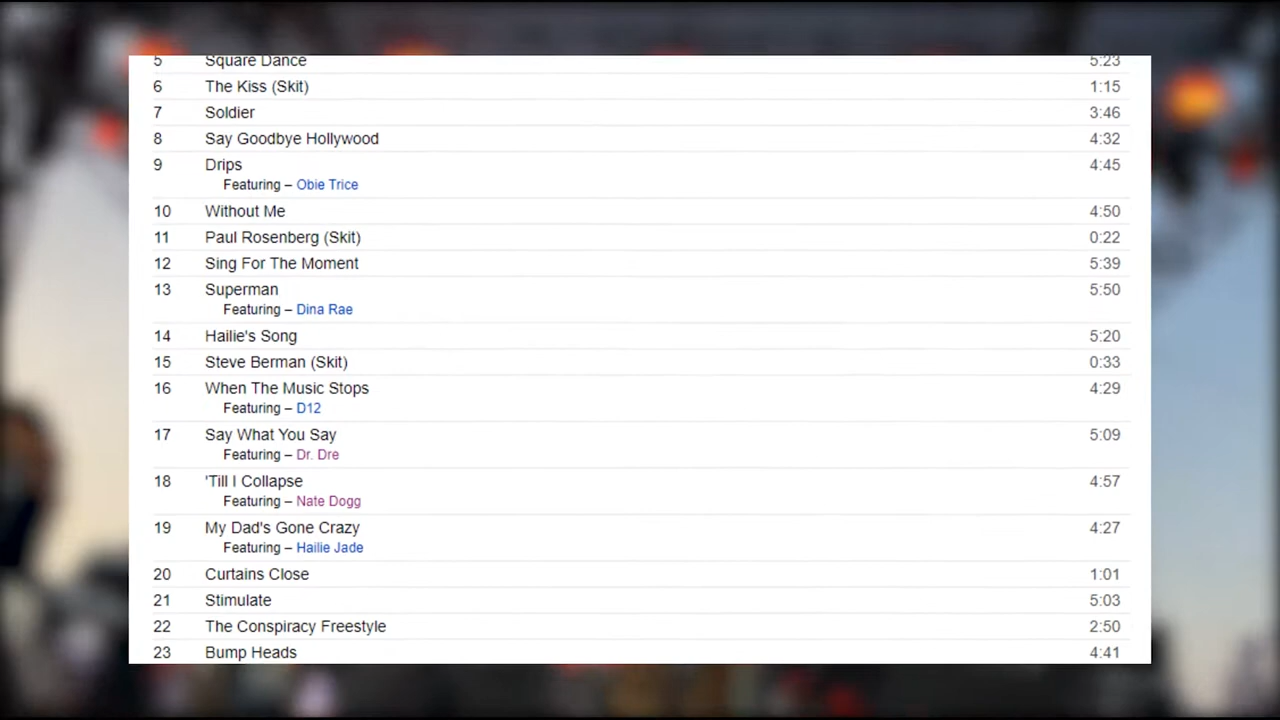 5 Square Dance 5:23
6 The Kiss (Skit) 1:15
7 Soldier 3:46
8 Say Goodbye Hollywood 4:32
9 Drips 4:45
Featuring – Obie Trice
10 Without Me 4:50
11 Paul Rosenberg (Skit) 0:22
12 Sing For The Moment 5:39
13 Superman 5:50
Featuring – Dina Rae
14 Hailie's Song 5:20
15 Steve Berman (Skit) 0:33
16 When The Music Stops 4:29
Featuring – D12
17 Say What You Say 5:09
Featuring – Dr. Dre
18 'Till I Collapse 4:57
Featuring – Nate Dogg
19 My Dad's Gone Crazy 4:27
Featuring – Hailie Jade
20 Curtains Close 1:01
21 Stimulate 5:03
22 The Conspiracy Freestyle 2:50
23 Bump Heads 4:41